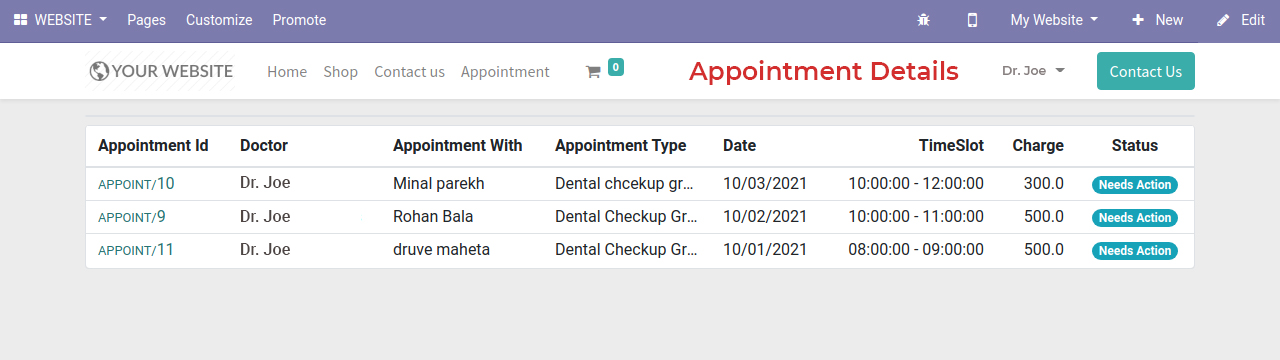 WEBSITE Pages Customize Promote My Website New Edit
YOUR WEBSITE Home Shop Contact us Appointment 0 Appointment Details Dr. Joe Contact Us
Appointment Id Doctor Appointment With Appointment Type Date TimeSlot Charge Status
APPOINT/10 Dr. Joe Minal parekh Dental chcekup gr... 10/03/2021 10:00:00 - 12:00:00 300.0 Needs Action
APPOINT/9 Dr. Joe Rohan Bala Dental Checkup Gr... 10/02/2021 10:00:00 - 11:00:00 500.0 Needs Action
APPOINT/11 Dr. Joe druve maheta Dental Checkup Gr... 10/01/2021 08:00:00 - 09:00:00 500.0 Needs Action